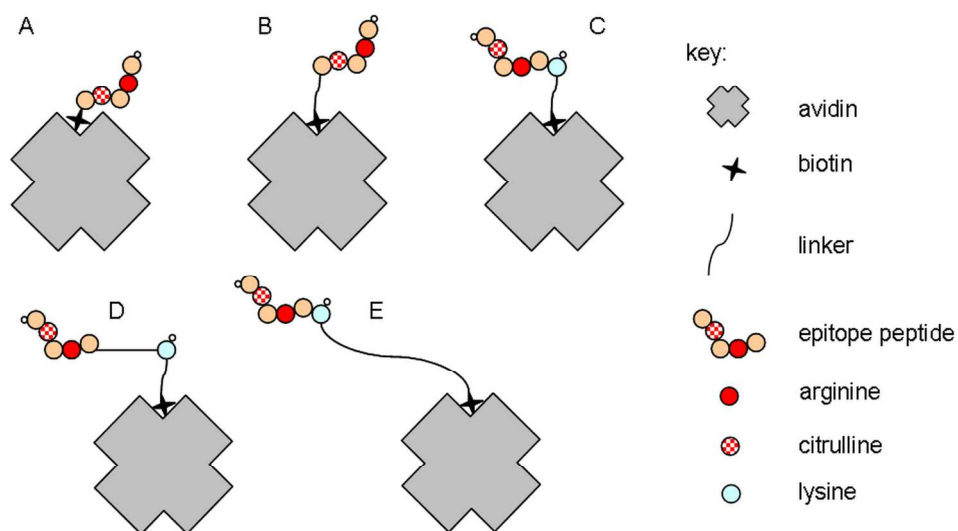 A
B
C
D
E
key:
avidin
biotin
linker
epitope peptide
arginine
citrulline
lysine